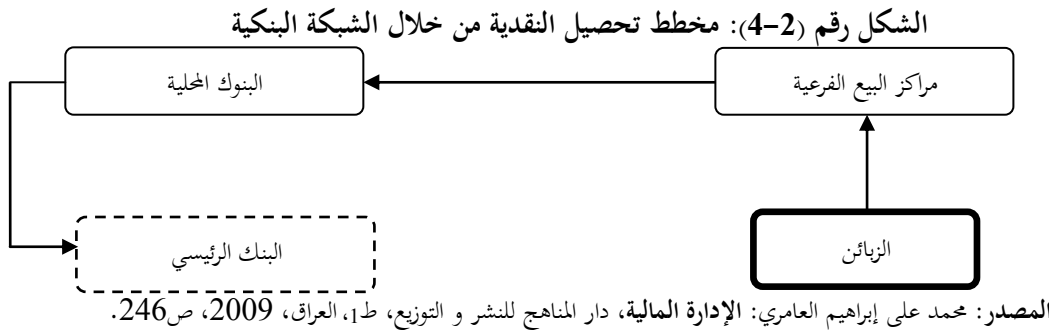 الشكل رقم (2-4): مخطط تحصيل النقدية من خلال الشبكة البنكية
مراكز البيع الفرعية
البنوك المحلية
الزبائن
البنك الرئيسي
المصدر: محمد علي إبراهيم العامري: الإدارة المالية، دار المناهج للنشر و التوزيع، ط1، العراق، 2009، ص246.